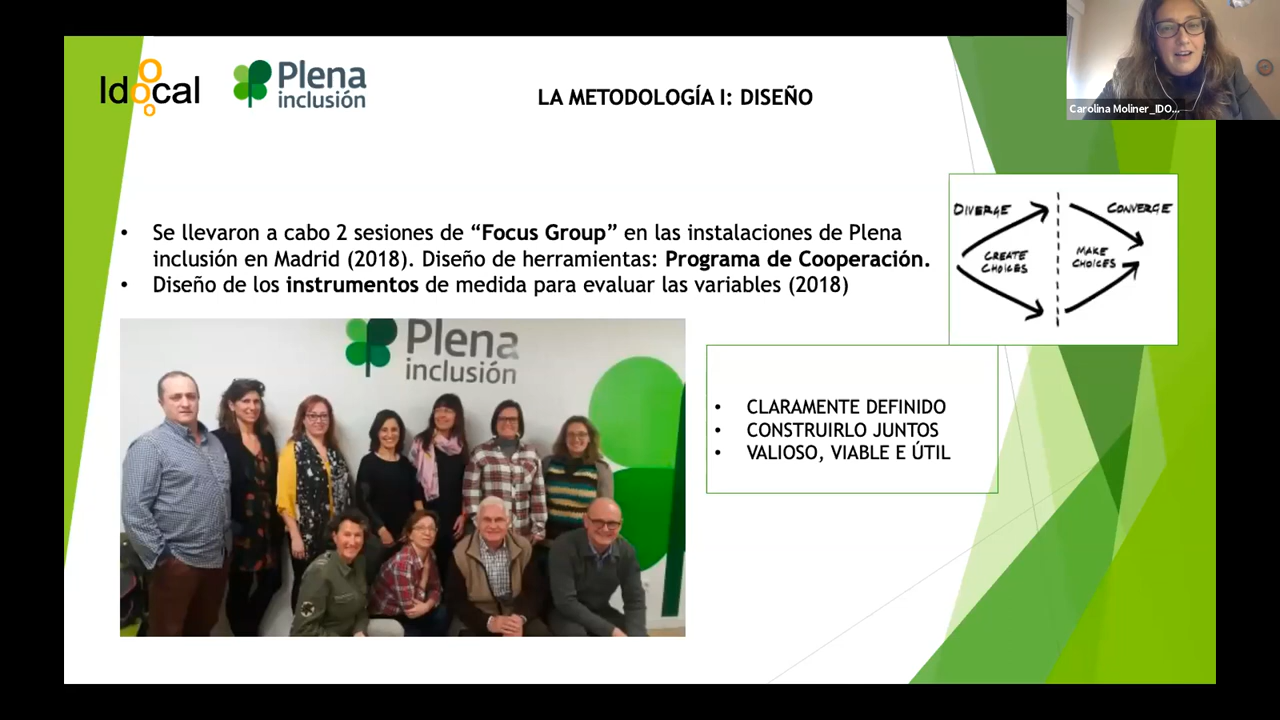 Idocal
Plena
inclusión
LA METODOLOGÍA I: DISEÑO
Carolina Moliner_IDO...
• Se llevaron a cabo 2 sesiones de “Focus Group” en las instalaciones de Plena
inclusión en Madrid (2018). Diseño de herramientas: Programa de Cooperación.
• Diseño de los instrumentos de medida para evaluar las variables (2018)
DIVERGE
CONVERGE
CREATE
CHOICES
MAKE
CHOICES
Plena
inclusión
• CLARAMENTE DEFINIDO
• CONSTRUIRLO JUNTOS
• VALIOSO, VIABLE E ÚTIL